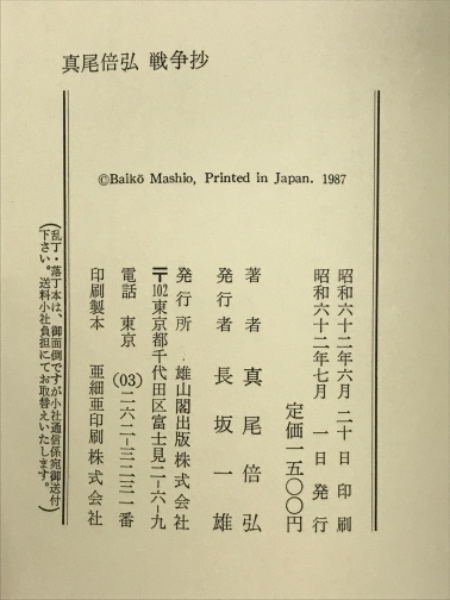 真尾倍弘 戦争抄
©Baikō Mashio, Printed in Japan. 1987
昭和六十二年六月 二十日 印刷
昭和六十二年七月 一日 発行
定価一五〇〇円
著者 真尾倍弘
発行者 長坂一雄
発行所 雄山閣出版株式会社
〒102東京都千代田区富士見二-六-九
電話 東京 (03)二六二-三二三一番
印刷製本 亜細亜印刷株式会社
(乱丁・落丁本は、御面倒ですが小社通信係宛御送付
下さい。送料小社負担にてお取替えいたします。)